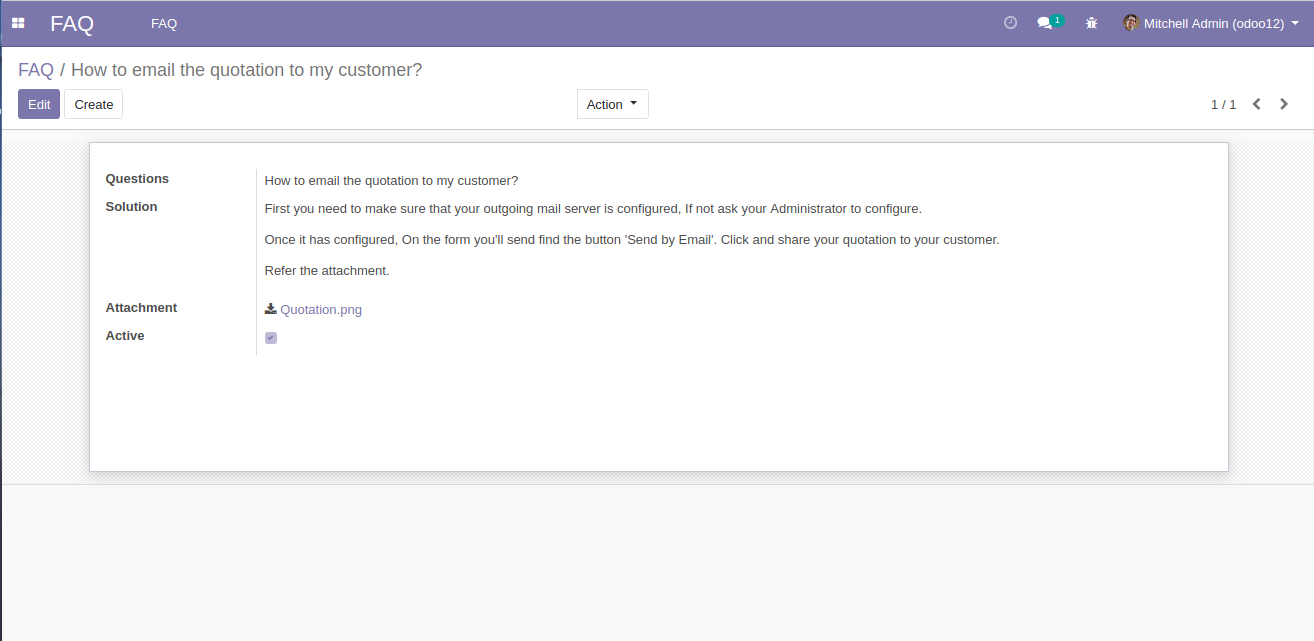 FAQ FAQ 1 Mitchell Admin (odoo12)
FAQ / How to email the quotation to my customer?
Edit Create Action 1 / 1
Questions How to email the quotation to my customer?
Solution First you need to make sure that your outgoing mail server is configured, If not ask your Administrator to configure.
Once it has configured, On the form you'll send find the button 'Send by Email'. Click and share your quotation to your customer.
Refer the attachment.
Attachment Quotation.png
Active